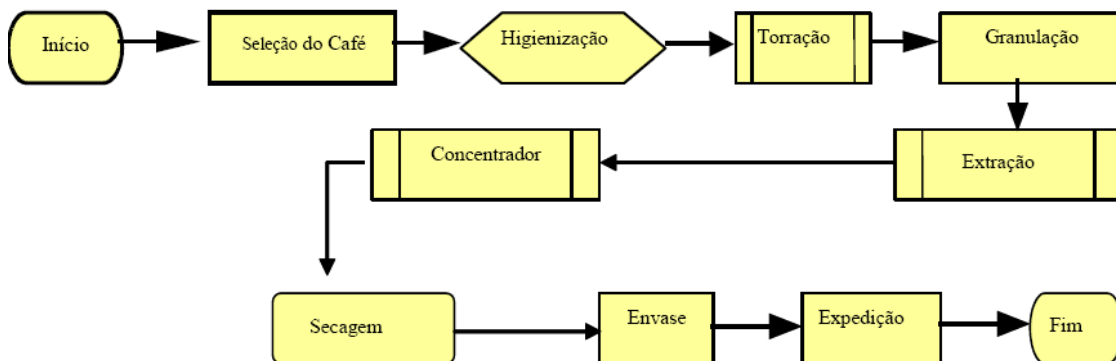 Início
Seleção do Café
Higienização
Torração
Granulação
Extração
Concentrador
Secagem
Envase
Expedição
Fim